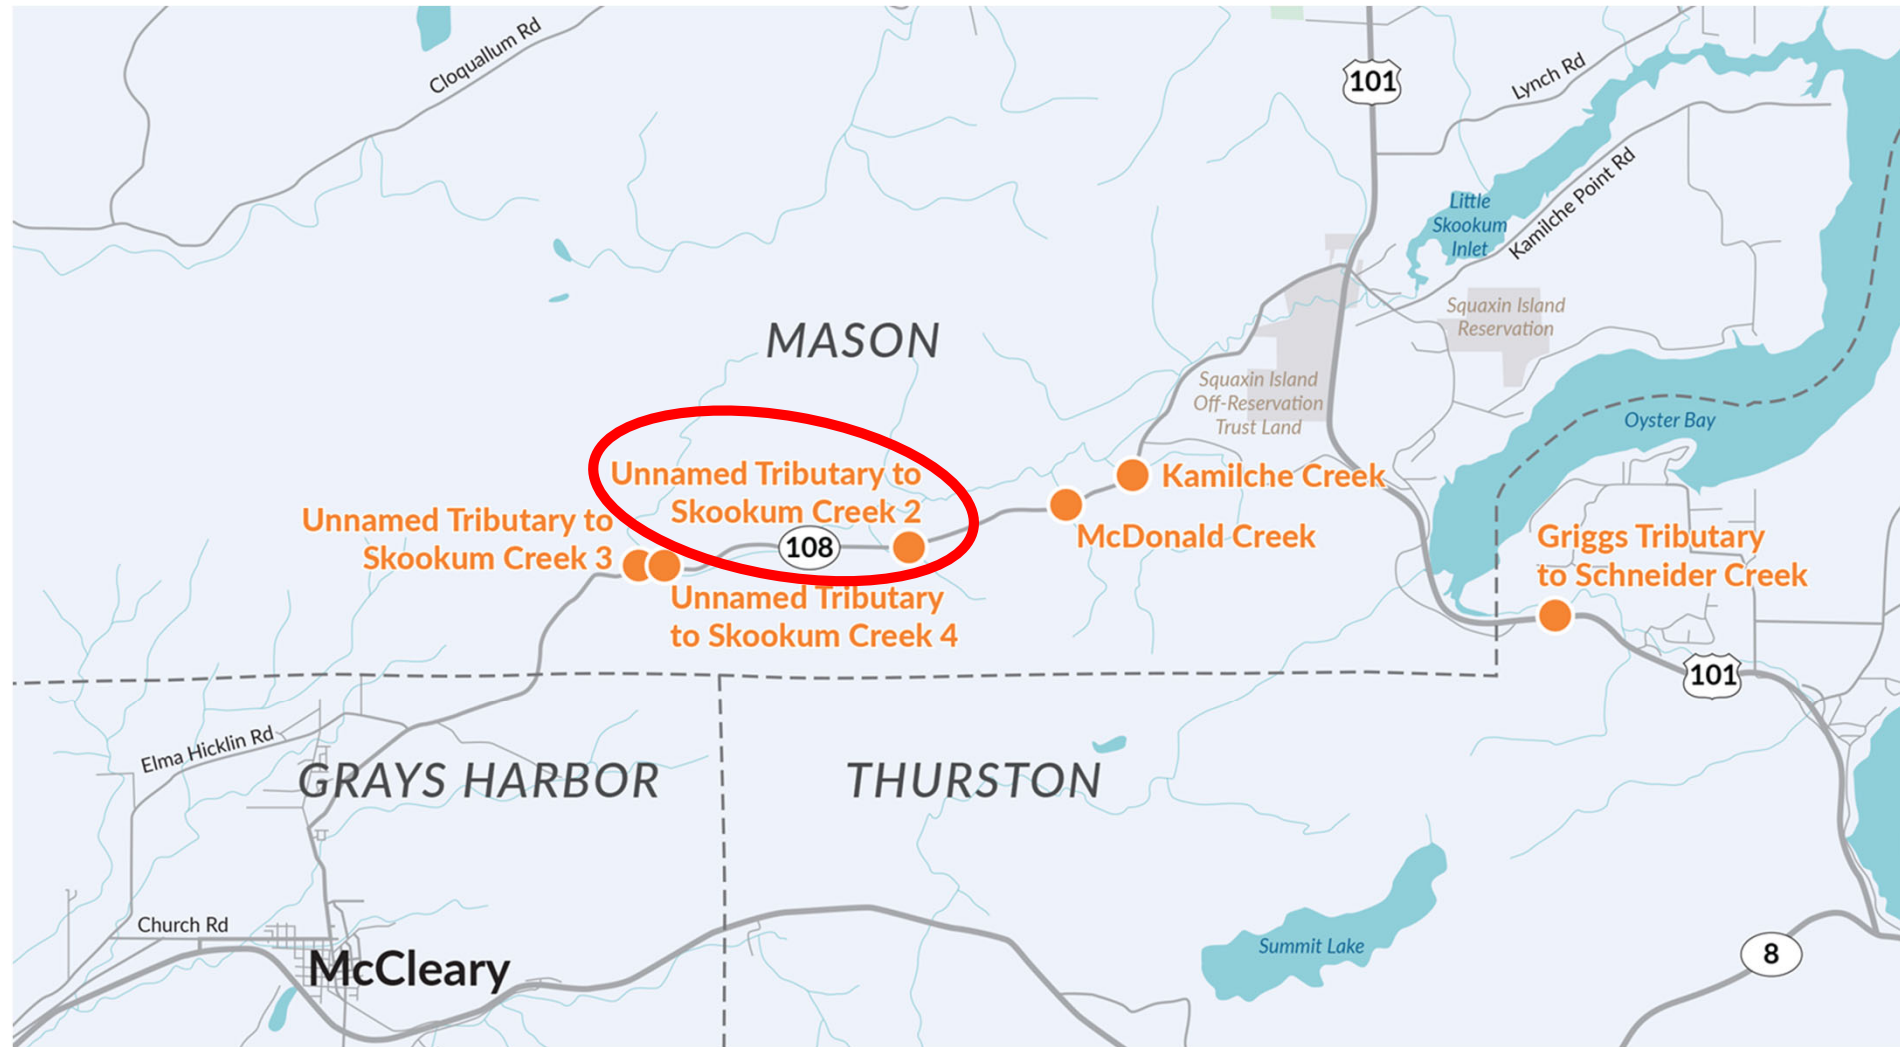 Cloquallum Rd
101
Lynch Rd
Kamilche Point Rd
Little
Skookum
Inlet
Squaxin Island
Reservation
MASON
Squaxin Island
Off-Reservation
Trust Land
Oyster Bay
Unnamed Tributary to
Skookum Creek 2
Kamilche Creek
Unnamed Tributary to
Skookum Creek 3
108
McDonald Creek
Griggs Tributary
to Schneider Creek
Unnamed Tributary
to Skookum Creek 4
101
Elma Hicklin Rd
GRAYS HARBOR
THURSTON
Church Rd
McCleary
Summit Lake
8